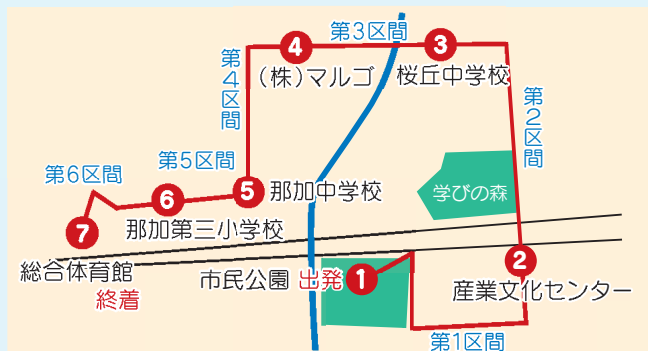 第3区間
④
③
(株)マルゴ
桜丘中学校
第4区間
第2区間
第5区間
第6区間
⑤
那加中学校
学びの森
⑥
⑦
那加第三小学校
総合体育館
終着
市民公園 出発 ①
②
産業文化センター
第1区間